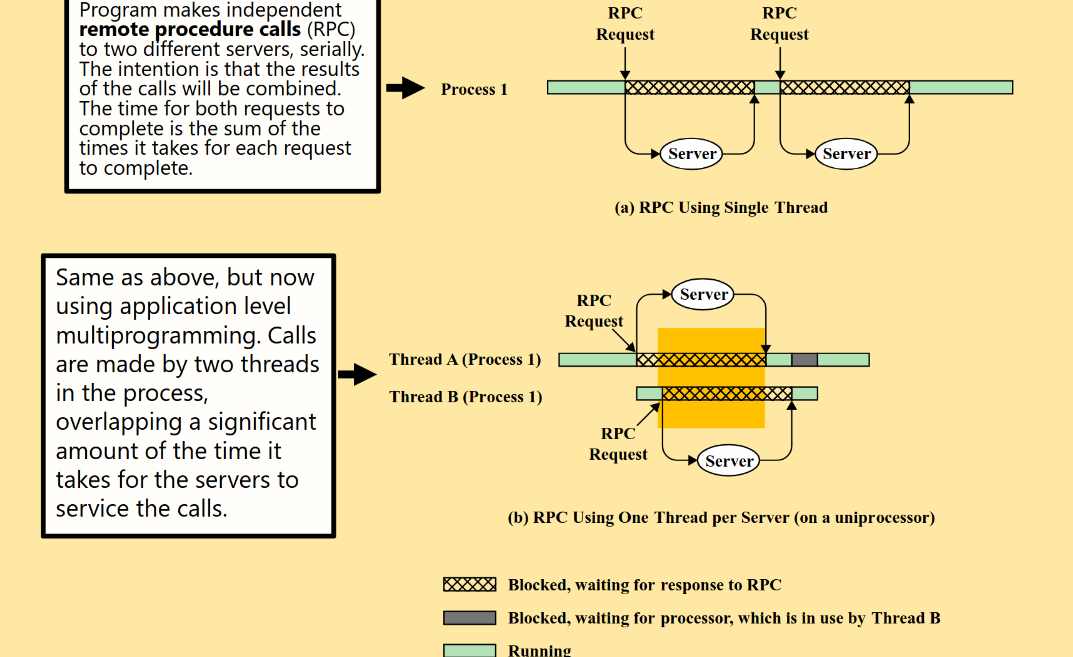 Program makes independent
remote procedure calls (RPC)
to two different servers, serially.
The intention is that the results
of the calls will be combined.
The time for both requests to
complete is the sum of the
times it takes for each request
to complete.
RPC
Request
RPC
Request
Process 1
Server
Server
(a) RPC Using Single Thread
Same as above, but now
using application level
multiprogramming. Calls
are made by two threads
in the process,
overlapping a significant
amount of the time it
takes for the servers to
service the calls.
Server
RPC
Request
Thread A (Process 1)
Thread B (Process 1)
RPC
Request
Server
(b) RPC Using One Thread per Server (on a uniprocessor)
Blocked, waiting for response to RPC
Blocked, waiting for processor, which is in use by Thread B
Running